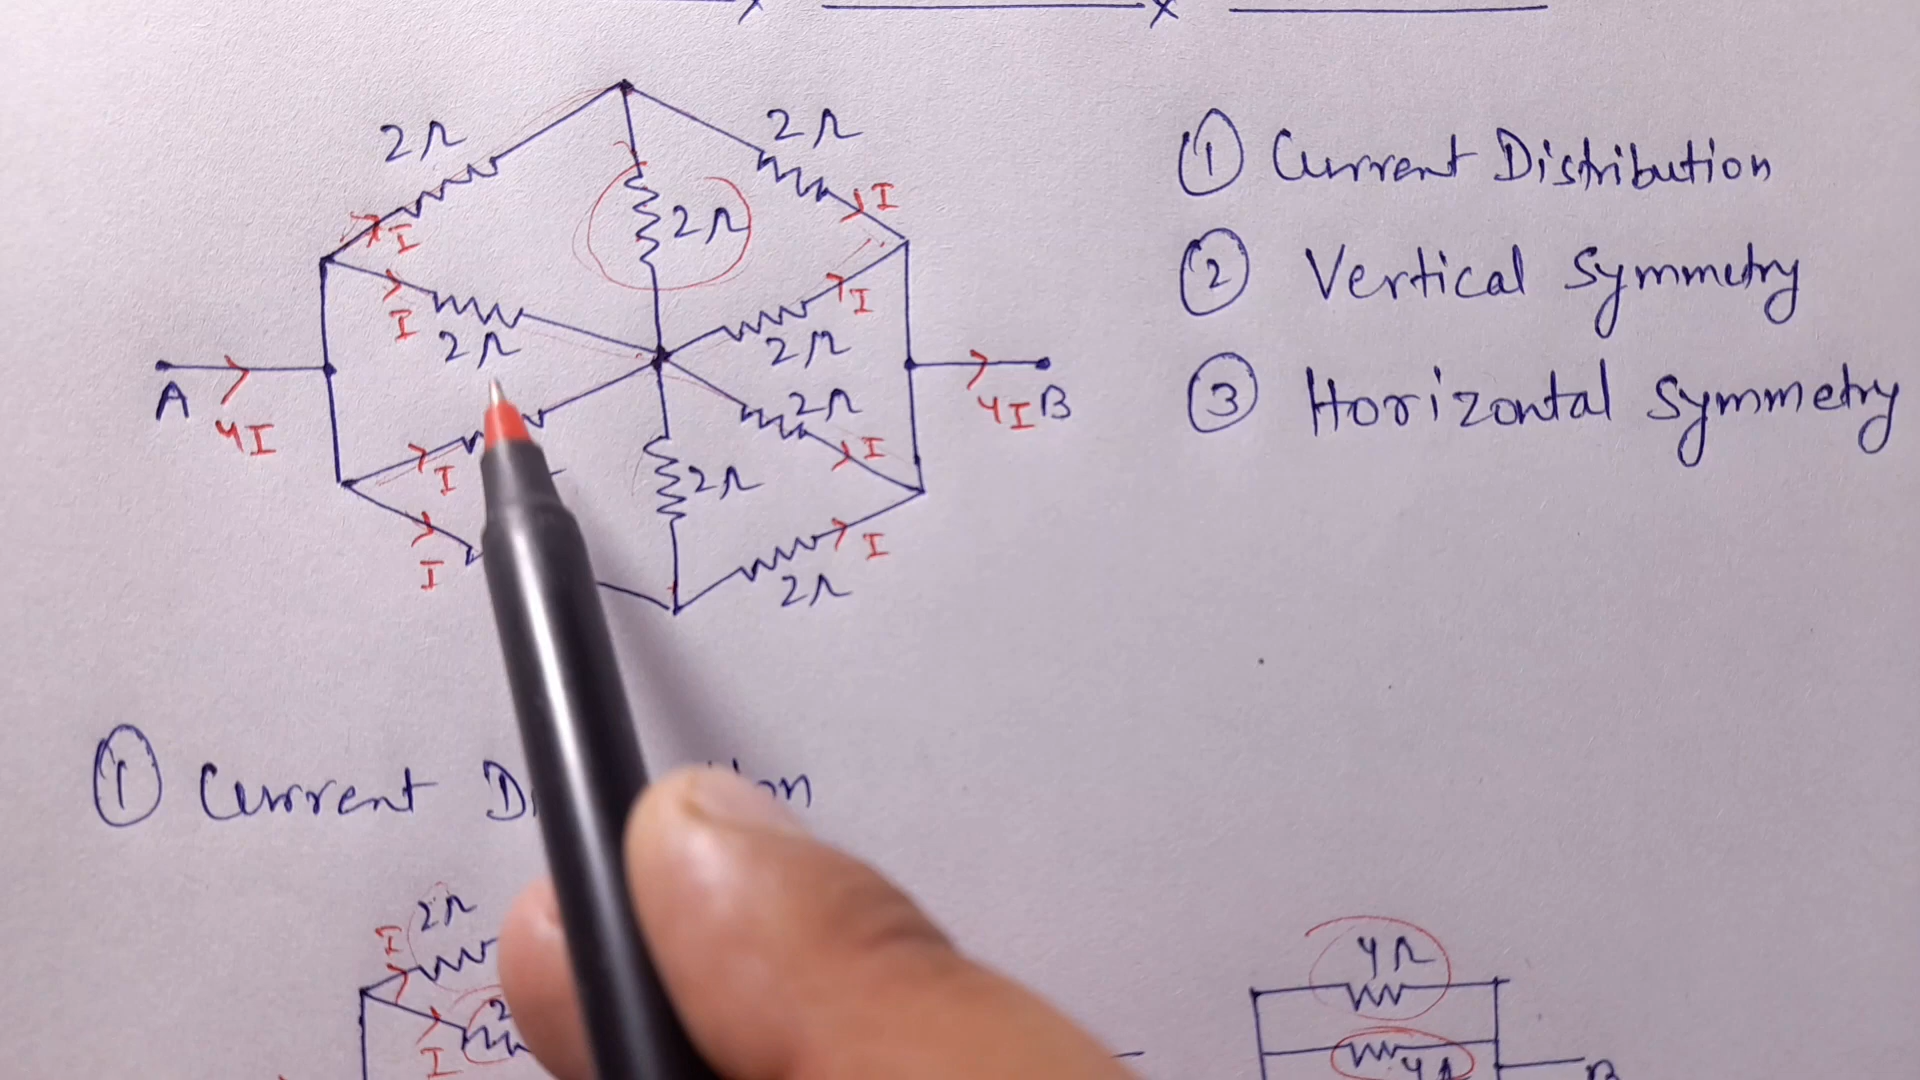 2Ω 2Ω
I I
2Ω
I I
2Ω 2Ω
A 4I 4I B
2Ω
I I
2Ω
I I
2Ω
① Current Distribution
② Vertical Symmetry
③ Horizontal Symmetry
① Current
2Ω
I
I
4Ω
4Ω
B